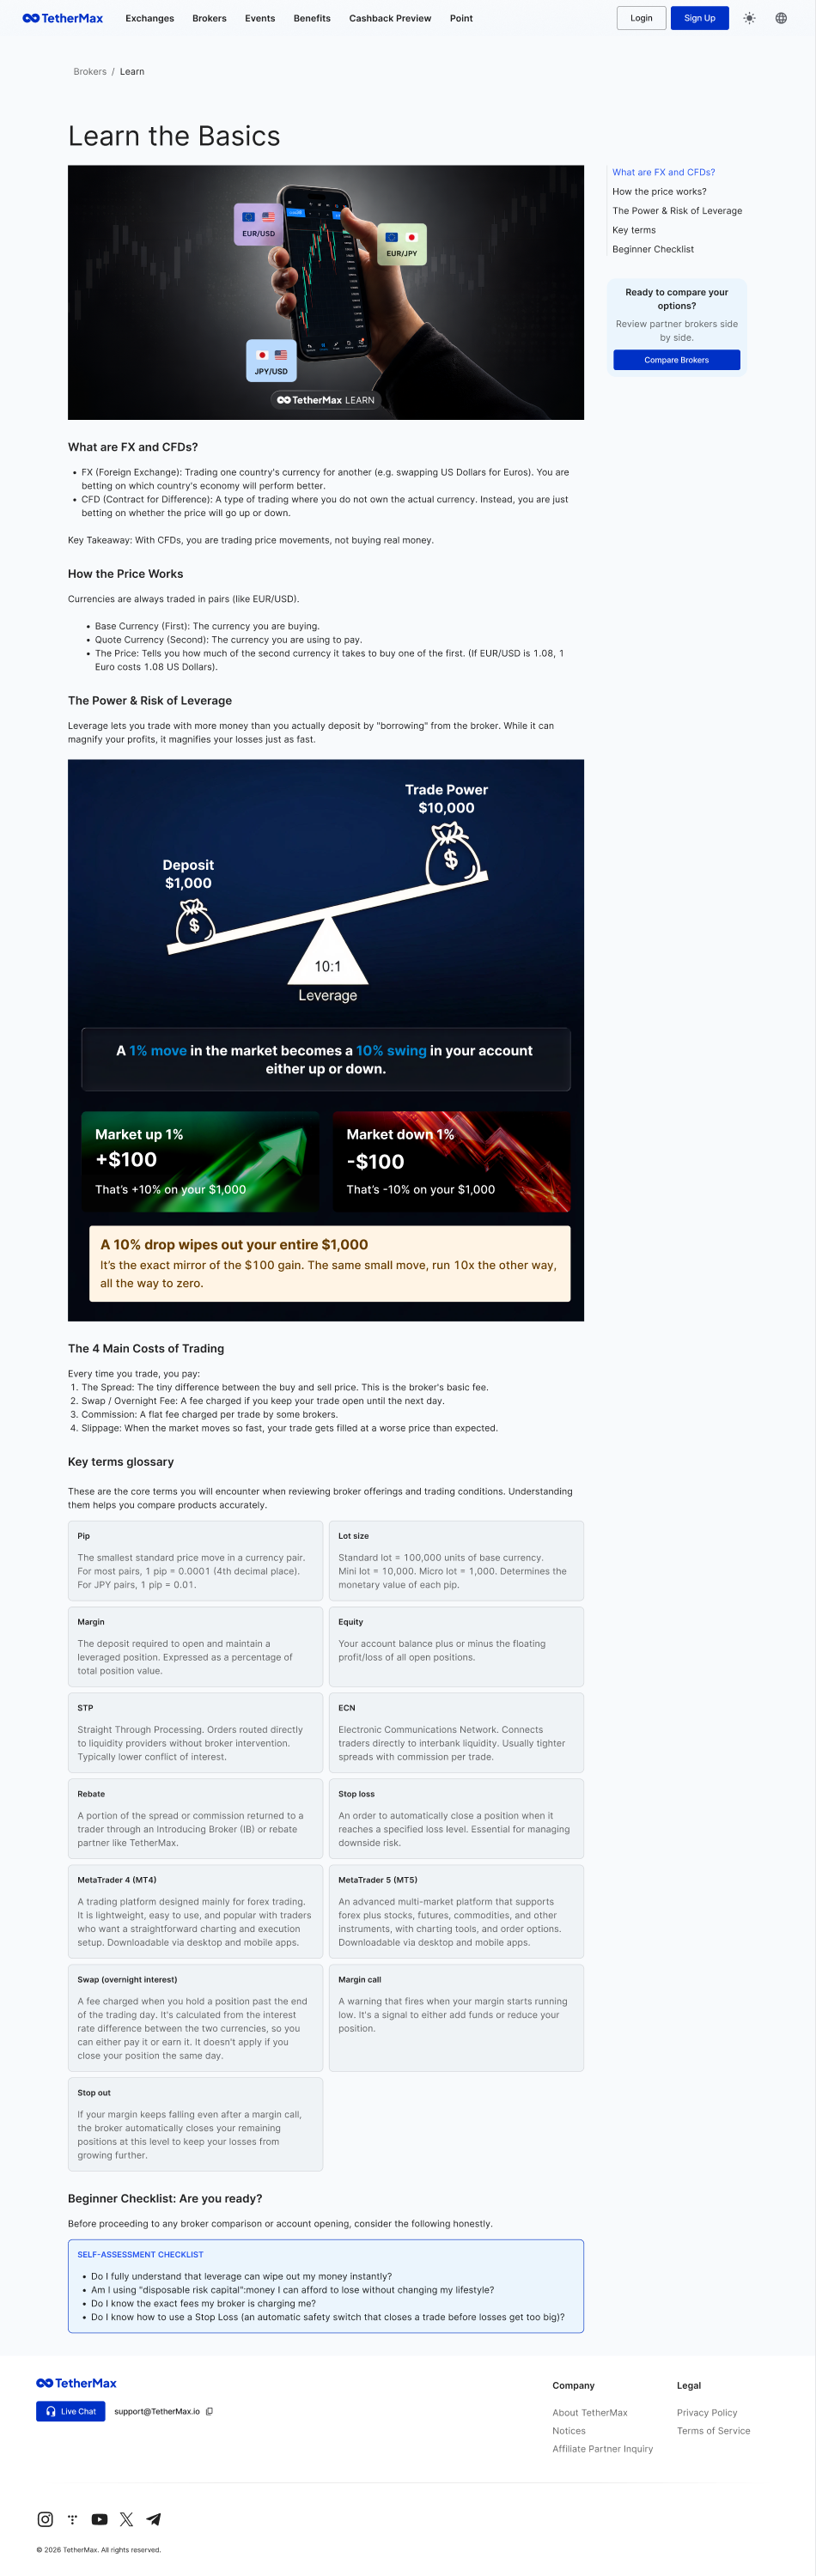 TetherMax
Exchanges
Brokers
Events
Benefits
Cashback Preview
Point
Login
Sign Up
Brokers / Learn
Learn the Basics
EUR/USD
EUR/JPY
JPY/USD
TetherMax LEARN
What are FX and CFDs?
How the price works?
The Power & Risk of Leverage
Key terms
Beginner Checklist
Ready to compare your
options?
Review partner brokers side
by side.
Compare Brokers
What are FX and CFDs?
• FX (Foreign Exchange): Trading one country's currency for another (e.g. swapping US Dollars for Euros). You are
betting on which country's economy will perform better.
• CFD (Contract for Difference): A type of trading where you do not own the actual currency. Instead, you are just
betting on whether the price will go up or down.
Key Takeaway: With CFDs, you are trading price movements, not buying real money.
How the Price Works
Currencies are always traded in pairs (like EUR/USD).
• Base Currency (First): The currency you are buying.
• Quote Currency (Second): The currency you are using to pay.
• The Price: Tells you how much of the second currency it takes to buy one of the first. (If EUR/USD is 1.08, 1
Euro costs 1.08 US Dollars).
The Power & Risk of Leverage
Leverage lets you trade with more money than you actually deposit by "borrowing" from the broker. While it can
magnify your profits, it magnifies your losses just as fast.
Trade Power
$10,000
Deposit
$1,000
10:1
Leverage
A 1% move in the market becomes a 10% swing in your account
either up or down.
Market up 1%
+$100
That's +10% on your $1,000
Market down 1%
-$100
That's -10% on your $1,000
A 10% drop wipes out your entire $1,000
It's the exact mirror of the $100 gain. The same small move, run 10x the other way,
all the way to zero.
The 4 Main Costs of Trading
Every time you trade, you pay:
1. The Spread: The tiny difference between the buy and sell price. This is the broker's basic fee.
2. Swap / Overnight Fee: A fee charged if you keep your trade open until the next day.
3. Commission: A flat fee charged per trade by some brokers.
4. Slippage: When the market moves so fast, your trade gets filled at a worse price than expected.
Key terms glossary
These are the core terms you will encounter when reviewing broker offerings and trading conditions. Understanding
them helps you compare products accurately.
Pip
The smallest standard price move in a currency pair.
For most pairs, 1 pip = 0.0001 (4th decimal place).
For JPY pairs, 1 pip = 0.01.
Lot size
Standard lot = 100,000 units of base currency.
Mini lot = 10,000. Micro lot = 1,000. Determines the
monetary value of each pip.
Margin
The deposit required to open and maintain a
leveraged position. Expressed as a percentage of
total position value.
Equity
Your account balance plus or minus the floating
profit/loss of all open positions.
STP
Straight Through Processing. Orders routed directly
to liquidity providers without broker intervention.
Typically lower conflict of interest.
ECN
Electronic Communications Network. Connects
traders directly to interbank liquidity. Usually tighter
spreads with commission per trade.
Rebate
A portion of the spread or commission returned to a
trader through an Introducing Broker (IB) or rebate
partner like TetherMax.
Stop loss
An order to automatically close a position when it
reaches a specified loss level. Essential for managing
downside risk.
MetaTrader 4 (MT4)
A trading platform designed mainly for forex trading.
It is lightweight, easy to use, and popular with traders
who want a straightforward charting and execution
setup. Downloadable via desktop and mobile apps.
MetaTrader 5 (MT5)
An advanced multi-market platform that supports
forex plus stocks, futures, commodities, and other
instruments, with charting tools, and order options.
Downloadable via desktop and mobile apps.
Swap (overnight interest)
A fee charged when you hold a position past the end
of the trading day. It's calculated from the interest
rate difference between the two currencies, so you
can either pay it or earn it. It doesn't apply if you
close your position the same day.
Margin call
A warning that fires when your margin starts running
low. It's a signal to either add funds or reduce your
position.
Stop out
If your margin keeps falling even after a margin call,
the broker automatically closes your remaining
positions at this level to keep your losses from
growing further.
Beginner Checklist: Are you ready?
Before proceeding to any broker comparison or account opening, consider the following honestly.
SELF-ASSESSMENT CHECKLIST
• Do I fully understand that leverage can wipe out my money instantly?
• Am I using "disposable risk capital":money I can afford to lose without changing my lifestyle?
• Do I know the exact fees my broker is charging me?
• Do I know how to use a Stop Loss (an automatic safety switch that closes a trade before losses get too big)?
TetherMax
Live Chat
support@TetherMax.io
Company
About TetherMax
Notices
Affiliate Partner Inquiry
Legal
Privacy Policy
Terms of Service
© 2026 TetherMax. All rights reserved.